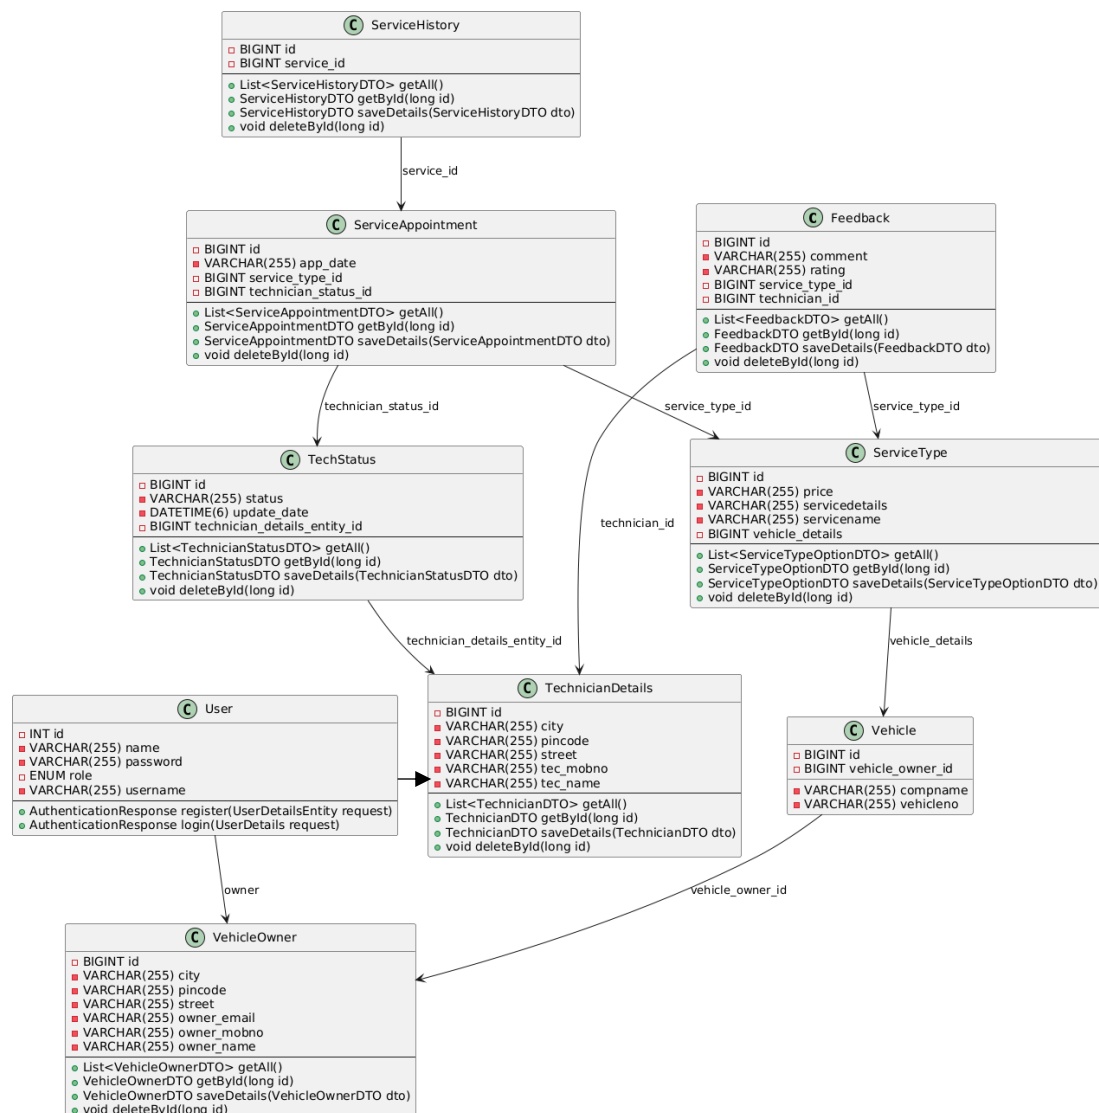 C ServiceHistory
BIGINT id
BIGINT service_id
List<ServiceHistoryDTO> getAll()
ServiceHistoryDTO getById(long id)
ServiceHistoryDTO saveDetails(ServiceHistoryDTO dto)
void deleteById(long id)
service_id
C ServiceAppointment
BIGINT id
VARCHAR(255) app_date
BIGINT service_type_id
BIGINT technician_status_id
List<ServiceAppointmentDTO> getAll()
ServiceAppointmentDTO getById(long id)
ServiceAppointmentDTO saveDetails(ServiceAppointmentDTO dto)
void deleteById(long id)
C Feedback
BIGINT id
VARCHAR(255) comment
VARCHAR(255) rating
BIGINT service_type_id
BIGINT technician_id
List<FeedbackDTO> getAll()
FeedbackDTO getById(long id)
FeedbackDTO saveDetails(FeedbackDTO dto)
void deleteById(long id)
technician_status_id
service_type_id
service_type_id
C TechStatus
BIGINT id
VARCHAR(255) status
DATETIME(6) update_date
BIGINT technician_details_entity_id
List<TechnicianStatusDTO> getAll()
TechnicianStatusDTO getById(long id)
TechnicianStatusDTO saveDetails(TechnicianStatusDTO dto)
void deleteById(long id)
technician_id
C ServiceType
BIGINT id
VARCHAR(255) price
VARCHAR(255) servicedetails
VARCHAR(255) servicename
BIGINT vehicle_details
List<ServiceTypeOptionDTO> getAll()
ServiceTypeOptionDTO getById(long id)
ServiceTypeOptionDTO saveDetails(ServiceTypeOptionDTO dto)
void deleteById(long id)
technician_details_entity_id
vehicle_details
C User
INT id
VARCHAR(255) name
VARCHAR(255) password
ENUM role
VARCHAR(255) username
AuthenticationResponse register(UserDetailsEntity request)
AuthenticationResponse login(UserDetails request)
C TechnicianDetails
BIGINT id
VARCHAR(255) city
VARCHAR(255) pincode
VARCHAR(255) street
VARCHAR(255) tec_mobno
VARCHAR(255) tec_name
List<TechnicianDTO> getAll()
TechnicianDTO getById(long id)
TechnicianDTO saveDetails(TechnicianDTO dto)
void deleteById(long id)
C Vehicle
BIGINT id
BIGINT vehicle_owner_id
VARCHAR(255) compname
VARCHAR(255) vehicleno
owner
vehicle_owner_id
C VehicleOwner
BIGINT id
VARCHAR(255) city
VARCHAR(255) pincode
VARCHAR(255) street
VARCHAR(255) owner_email
VARCHAR(255) owner_mobno
VARCHAR(255) owner_name
List<VehicleOwnerDTO> getAll()
VehicleOwnerDTO getById(long id)
VehicleOwnerDTO saveDetails(VehicleOwnerDTO dto)
void deleteById(long id)